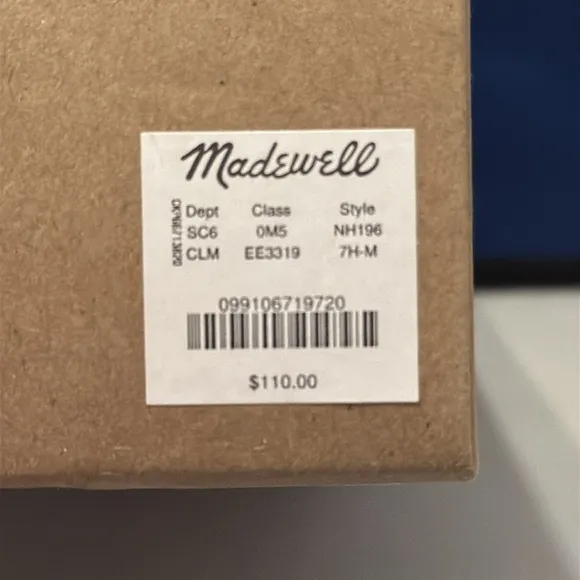 Madewell
Dept Class Style
SC6 0M5 NH196
CLM EE3319 7H-M
099106719720
$110.00